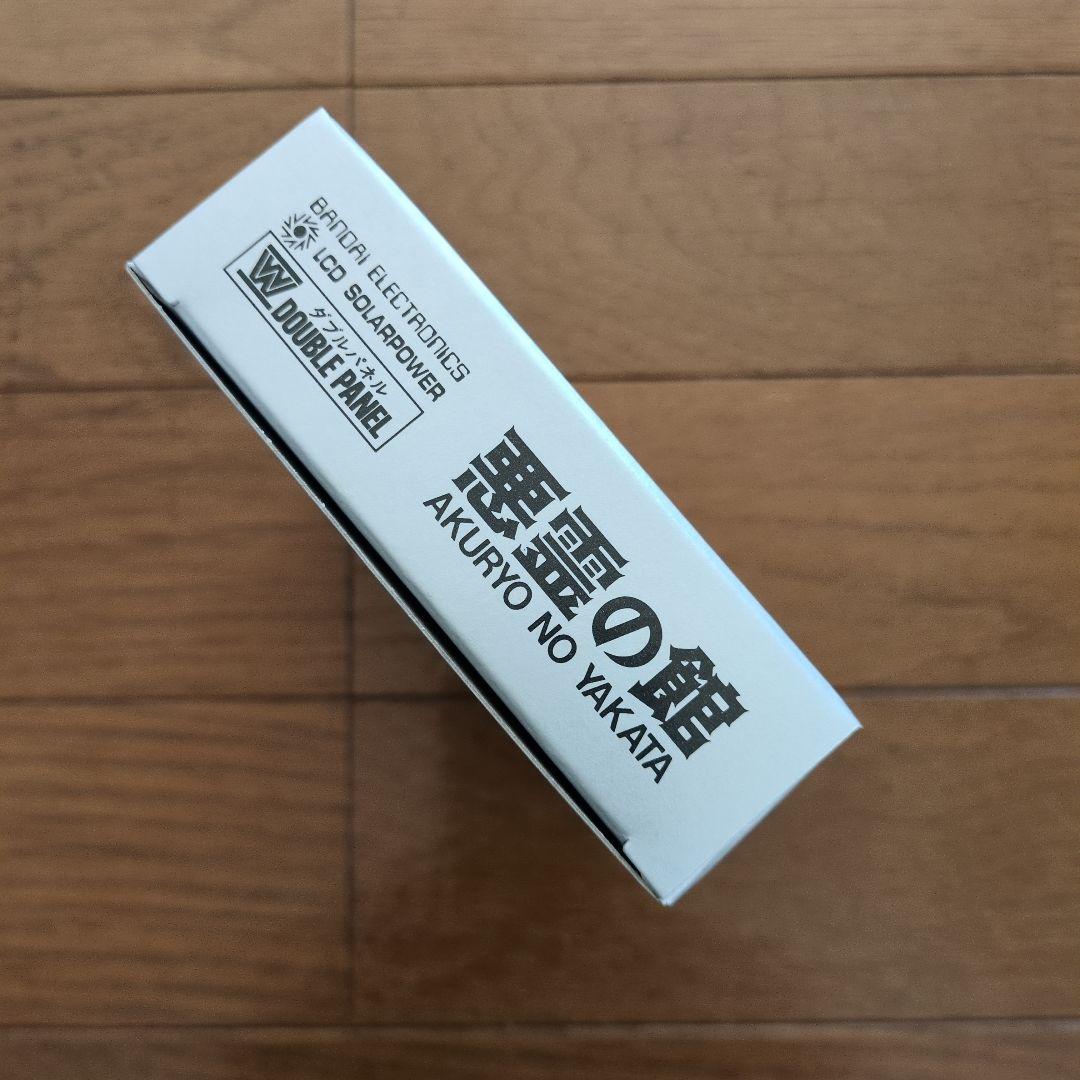 BANDAI ELECTRONICS
LCD SOLARPOWER
W ダブルパネル
DOUBLE PANEL
悪霊の館
AKURYO NO YAKATA